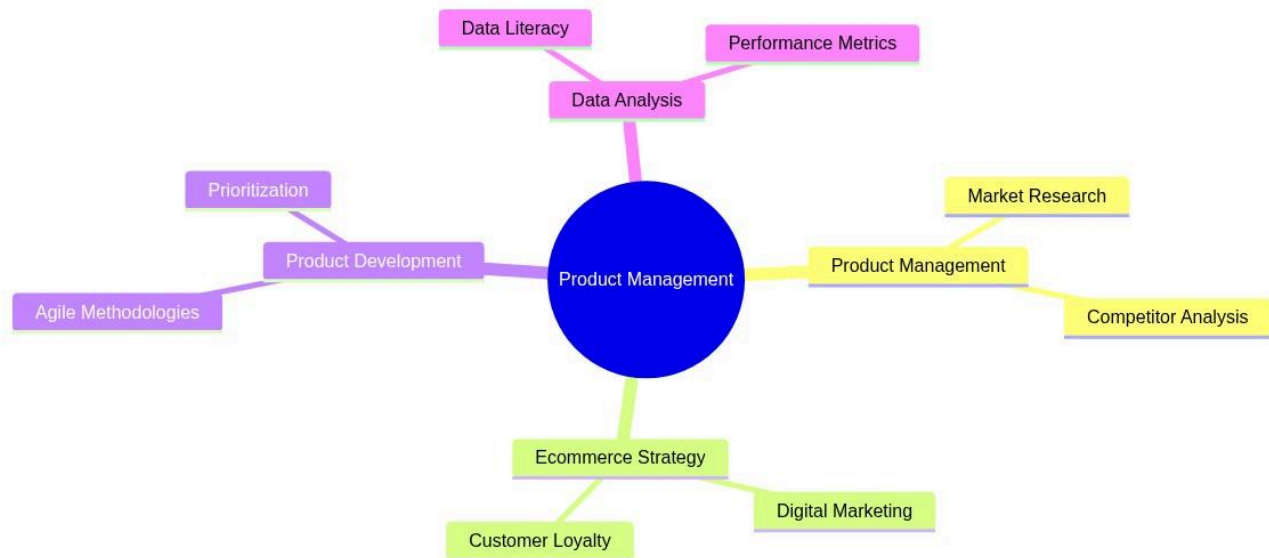 Data Literacy
Performance Metrics
Data Analysis
Prioritization
Market Research
Product Development
Product Management
Product Management
Agile Methodologies
Competitor Analysis
Ecommerce Strategy
Digital Marketing
Customer Loyalty